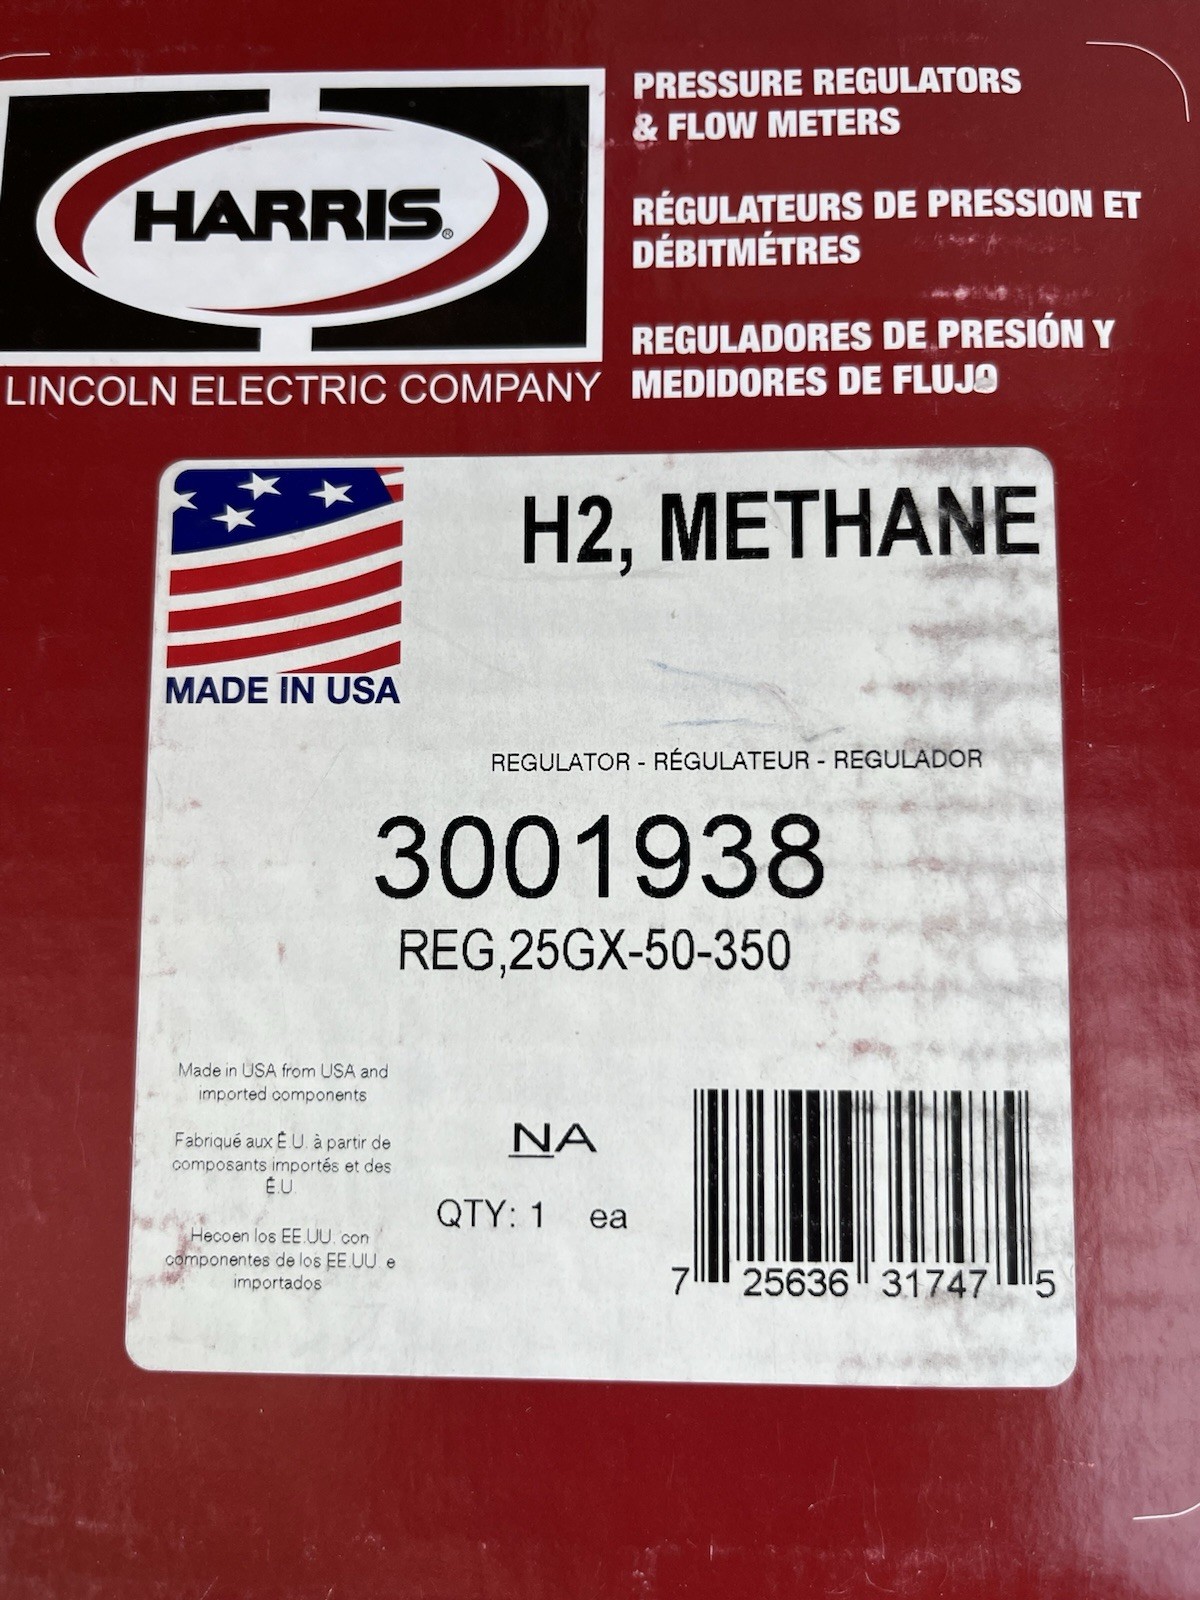 HARRIS®
LINCOLN ELECTRIC COMPANY
PRESSURE REGULATORS
& FLOW METERS
RÉGULATEURS DE PRESSION ET
DÉBITMÉTRES
REGULADORES DE PRESIÓN Y
MEDIDORES DE FLUJO
MADE IN USA
H2, METHANE
REGULATOR - RÉGULATEUR - REGULADOR
3001938
REG,25GX-50-350
Made in USA from USA and
imported components
Fabriqué aux É.U. à partir de
composants importés et des
É.U.
Hecoen los EE.UU. con
componentes de los EE.UU. e
importados
NA
QTY: 1 ea
7 25636 31747 5